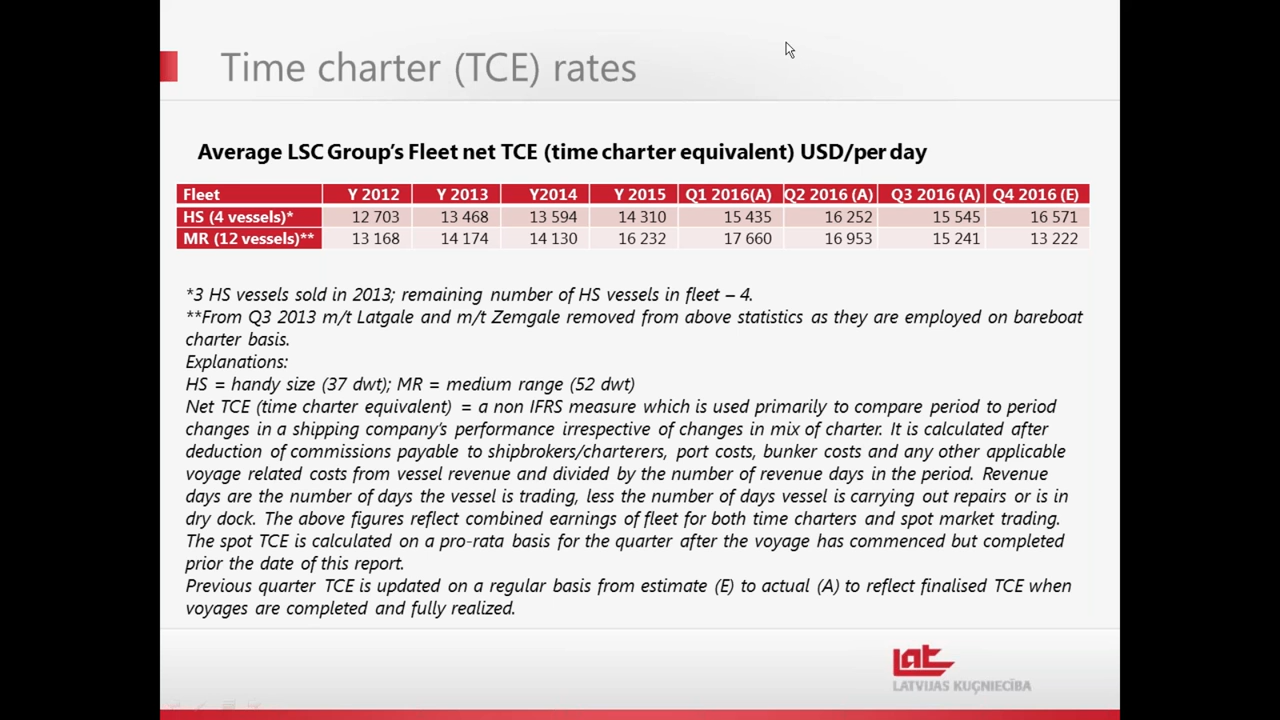 Time charter (TCE) rates
Average LSC Group's Fleet net TCE (time charter equivalent) USD/per day
Fleet Y 2012 Y 2013 Y2014 Y 2015 Q1 2016(A) Q2 2016 (A) Q3 2016 (A) Q4 2016 (E)
HS (4 vessels)* 12 703 13 468 13 594 14 310 15 435 16 252 15 545 16 571
MR (12 vessels)** 13 168 14 174 14 130 16 232 17 660 16 953 15 241 13 222
*3 HS vessels sold in 2013; remaining number of HS vessels in fleet – 4.
**From Q3 2013 m/t Latgale and m/t Zemgale removed from above statistics as they are employed on bareboat
charter basis.
Explanations:
HS = handy size (37 dwt); MR = medium range (52 dwt)
Net TCE (time charter equivalent) = a non IFRS measure which is used primarily to compare period to period
changes in a shipping company's performance irrespective of changes in mix of charter. It is calculated after
deduction of commissions payable to shipbrokers/charterers, port costs, bunker costs and any other applicable
voyage related costs from vessel revenue and divided by the number of revenue days in the period. Revenue
days are the number of days the vessel is trading, less the number of days vessel is carrying out repairs or is in
dry dock. The above figures reflect combined earnings of fleet for both time charters and spot market trading.
The spot TCE is calculated on a pro-rata basis for the quarter after the voyage has commenced but completed
prior the date of this report.
Previous quarter TCE is updated on a regular basis from estimate (E) to actual (A) to reflect finalised TCE when
voyages are completed and fully realized.
Lat
LATVIJAS KUĢNIECĪBA